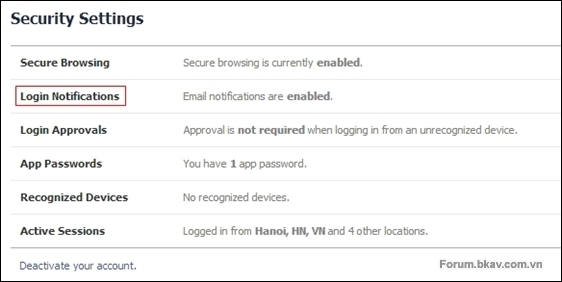 Security Settings
Secure Browsing Secure browsing is currently enabled.
Login Notifications Email notifications are enabled.
Login Approvals Approval is not required when logging in from an unrecognized device.
App Passwords You have 1 app password.
Recognized Devices No recognized devices.
Active Sessions Logged in from Hanoi, HN, VN and 4 other locations.
Deactivate your account. Forum.bkav.com.vn